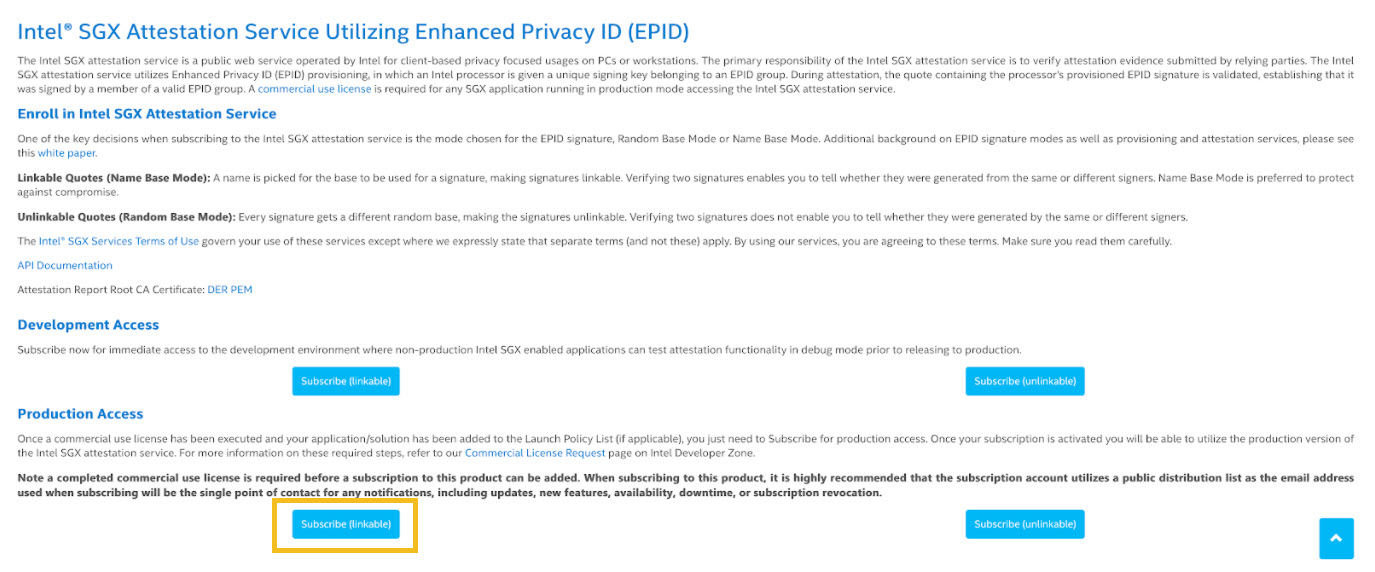 Intel® SGX Attestation Service Utilizing Enhanced Privacy ID (EPID)
The Intel SGX attestation service is a public web service operated by Intel for client-based privacy focused usages on PCs or workstations. The primary responsibility of the Intel SGX attestation service is to verify attestation evidence submitted by relying parties. The Intel
SGX attestation service utilizes Enhanced Privacy ID (EPID) provisioning, in which an Intel processor is given a unique signing key belonging to an EPID group. During attestation, the quote containing the processor's provisioned EPID signature is validated, establishing that it
was signed by a member of a valid EPID group. A commercial use license is required for any SGX application running in production mode accessing the Intel SGX attestation service.
Enroll in Intel SGX Attestation Service
One of the key decisions when subscribing to the Intel SGX attestation service is the mode chosen for the EPID signature, Random Base Mode or Name Base Mode. Additional background on EPID signature modes as well as provisioning and attestation services, please see
this white paper.
Linkable Quotes (Name Base Mode): A name is picked for the base to be used for a signature, making signatures linkable. Verifying two signatures enables you to tell whether they were generated from the same or different signers. Name Base Mode is preferred to protect
against compromise.
Unlinkable Quotes (Random Base Mode): Every signature gets a different random base, making the signatures unlinkable. Verifying two signatures does not enable you to tell whether they were generated by the same or different signers.
The Intel® SGX Services Terms of Use govern your use of these services except where we expressly state that separate terms (and not these) apply. By using our services, you are agreeing to these terms. Make sure you read them carefully.
API Documentation
Attestation Report Root CA Certificate: DER PEM
Development Access
Subscribe now for immediate access to the development environment where non-production Intel SGX enabled applications can test attestation functionality in debug mode prior to releasing to production.
Subscribe (linkable)
Subscribe (unlinkable)
Production Access
Once a commercial use license has been executed and your application/solution has been added to the Launch Policy List (if applicable), you just need to Subscribe for production access. Once your subscription is activated you will be able to utilize the production version of
the Intel SGX attestation service. For more information on these required steps, refer to our Commercial License Request page on Intel Developer Zone.
Note a completed commercial use license is required before a subscription to this product can be added. When subscribing to this product, it is highly recommended that the subscription account utilizes a public distribution list as the email address
used when subscribing will be the single point of contact for any notifications, including updates, new features, availability, downtime, or subscription revocation.
Subscribe (linkable)
Subscribe (unlinkable)